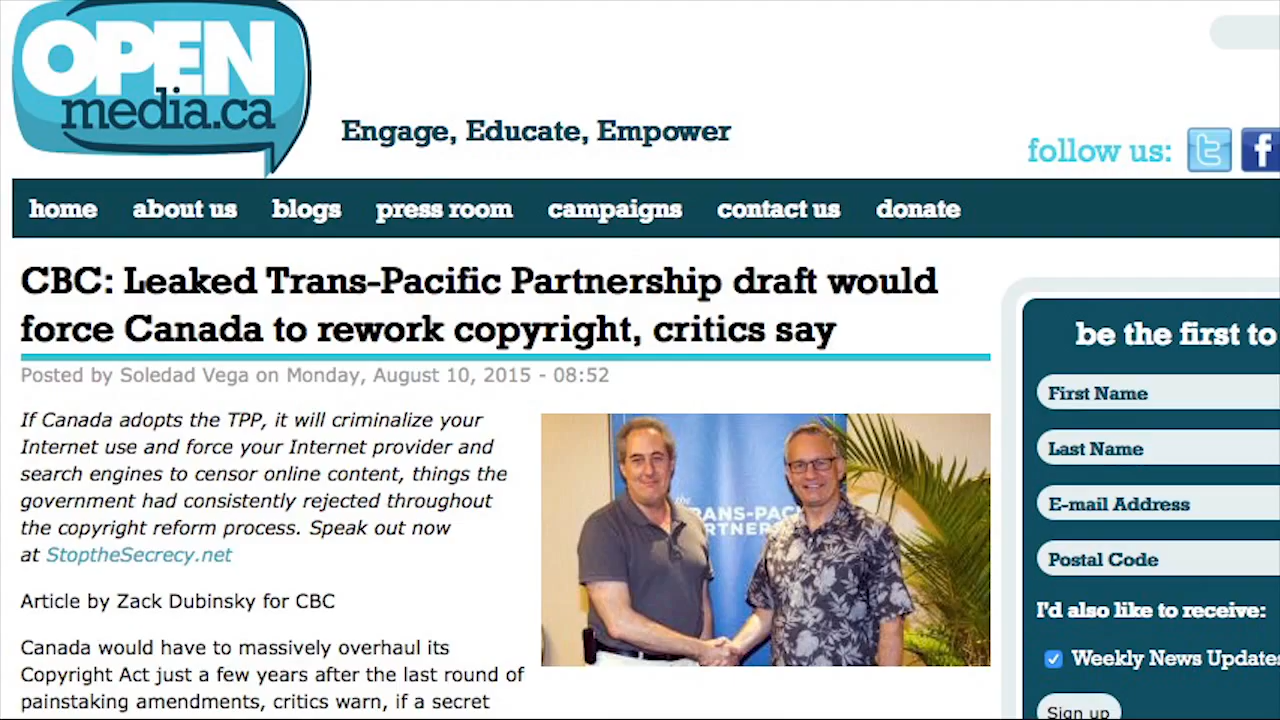 OPEN
media.ca
Engage, Educate, Empower
follow us:
home about us blogs press room campaigns contact us donate
CBC: Leaked Trans-Pacific Partnership draft would
force Canada to rework copyright, critics say
Posted by Soledad Vega on Monday, August 10, 2015 - 08:52
If Canada adopts the TPP, it will criminalize your
Internet use and force your Internet provider and
search engines to censor online content, things the
government had consistently rejected throughout
the copyright reform process. Speak out now
at StoptheSecrecy.net
Article by Zack Dubinsky for CBC
Canada would have to massively overhaul its
Copyright Act just a few years after the last round of
painstaking amendments, critics warn, if a secret
the
TRANS-PAC
PARTNERS
be the first to
First Name
Last Name
E-mail Address
Postal Code
I'd also like to receive:
Weekly News Update
Sign up